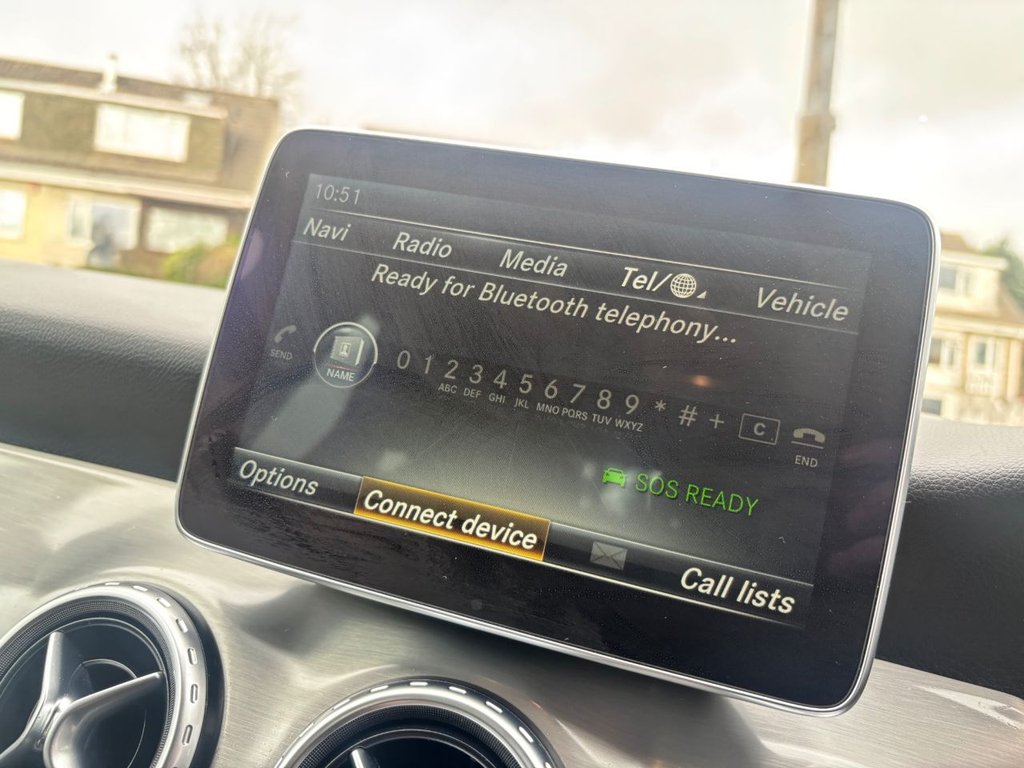 10:51
Navi Radio Media Tel/ Vehicle
Ready for Bluetooth telephony...
SEND NAME 0 1 2 3 4 5 6 7 8 9 * # + C END
ABC DEF GHI JKL MNO PQRS TUV WXYZ
SOS READY
Options Connect device Call lists